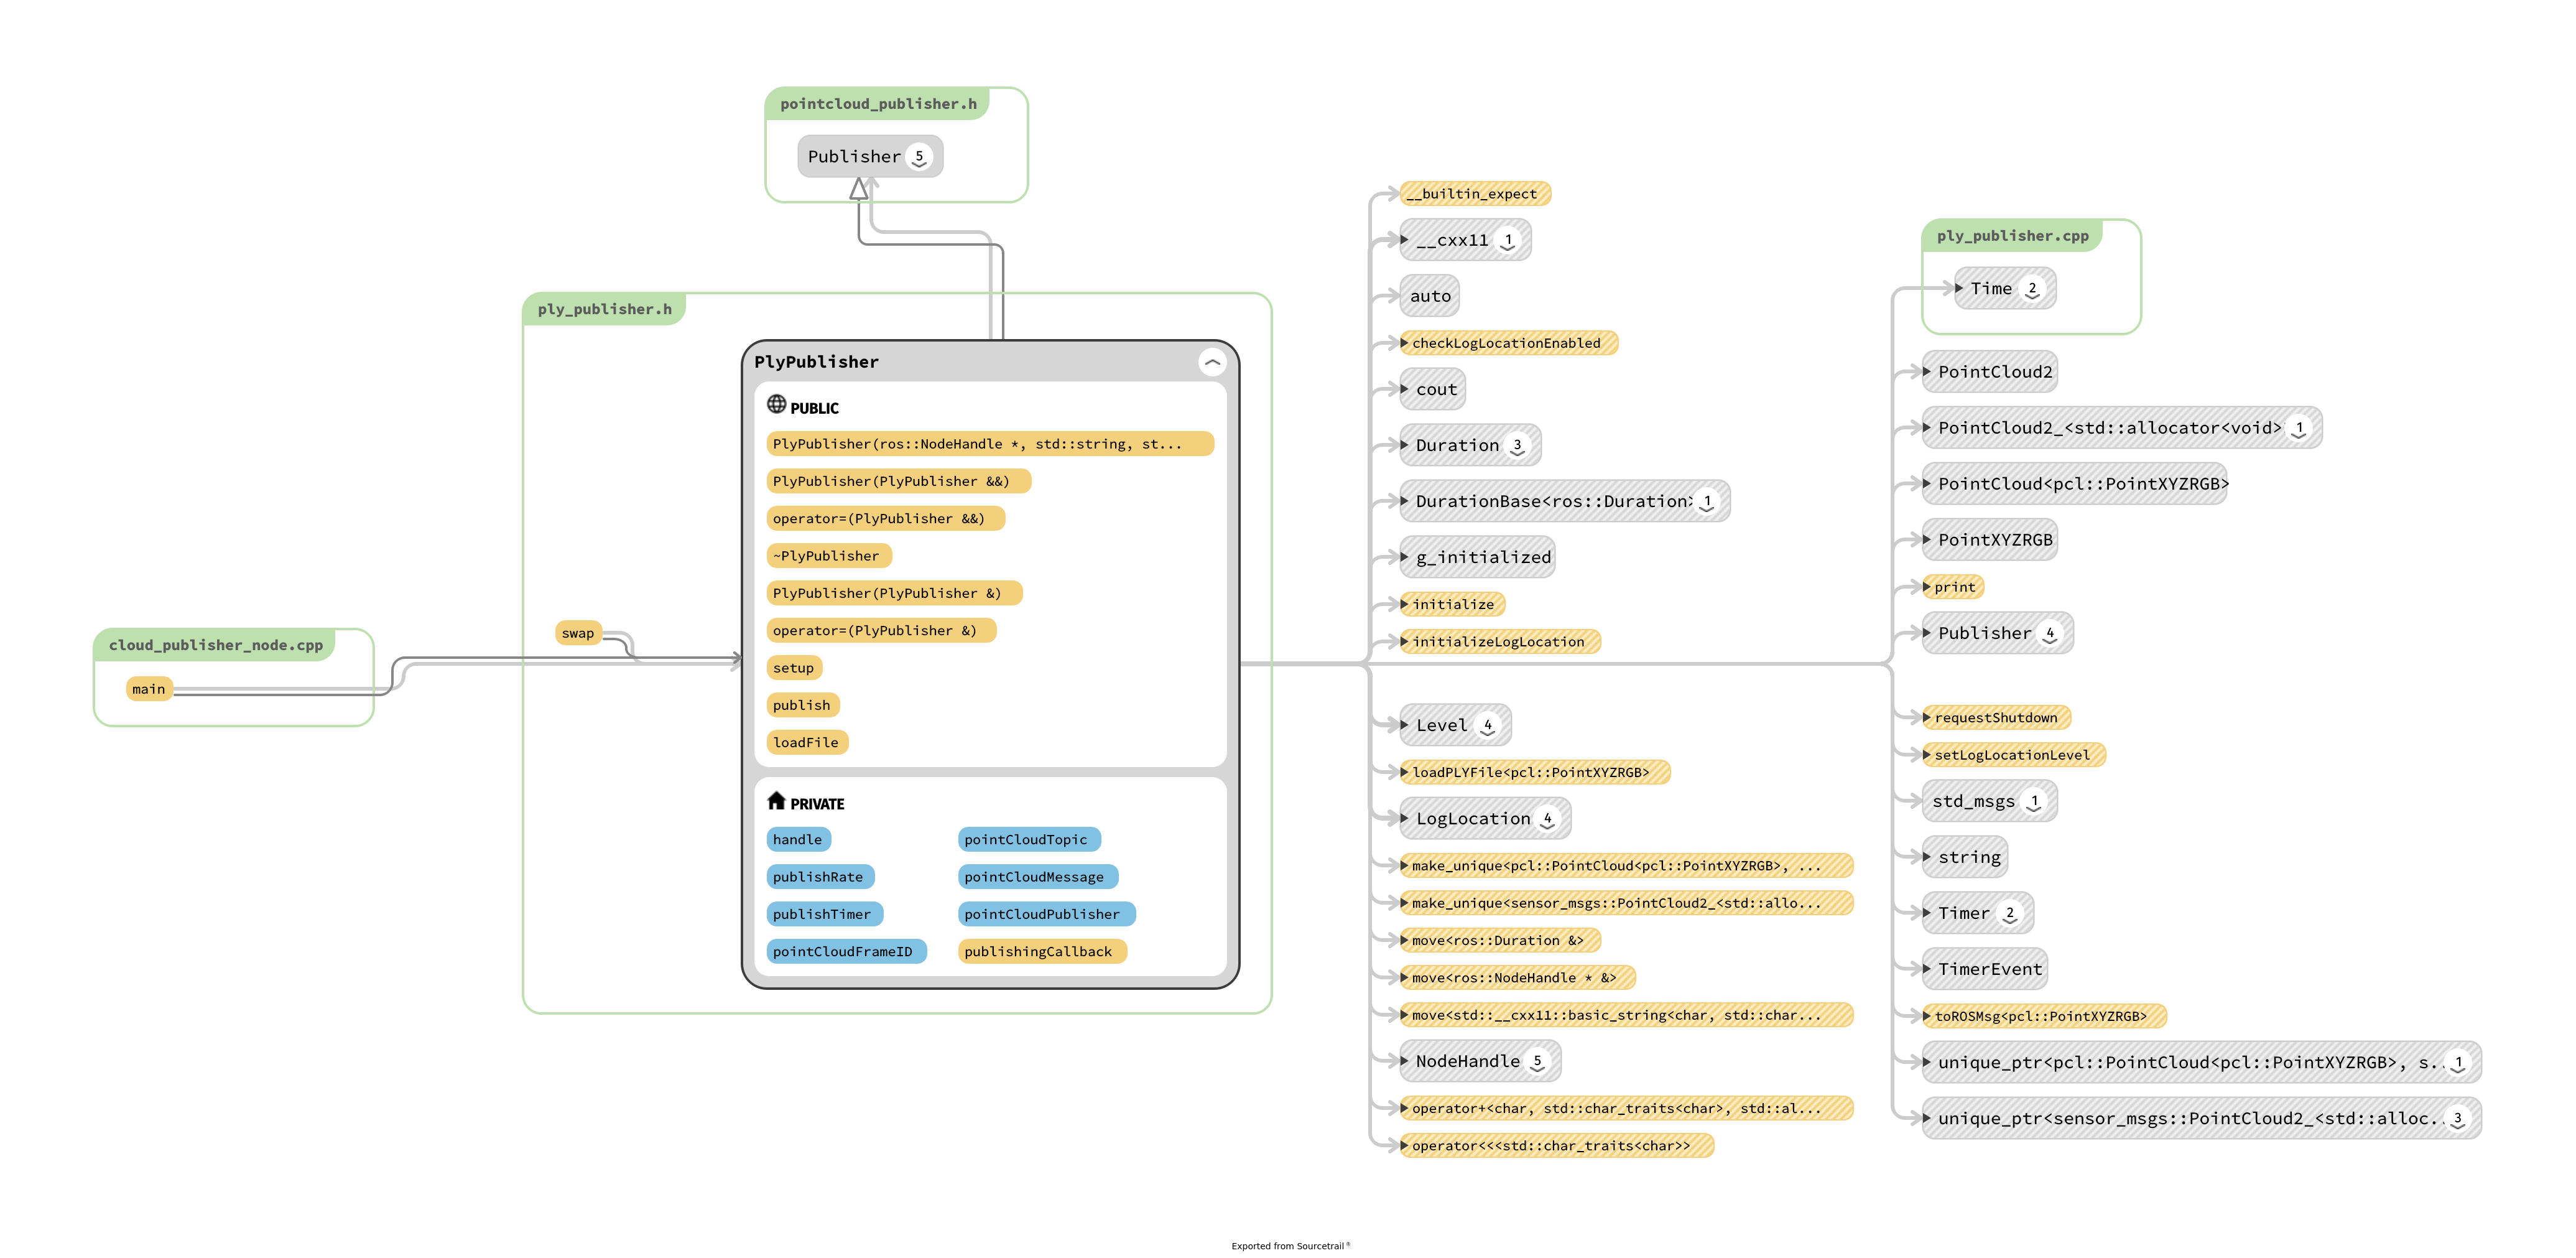 pointcloud_publisher.h
Publisher 5
ply_publisher.h
PlyPublisher
PUBLIC
PlyPublisher(ros::NodeHandle *, std::string, st...
PlyPublisher(PlyPublisher &&)
operator=(PlyPublisher &&)
~PlyPublisher
PlyPublisher(PlyPublisher &)
operator=(PlyPublisher &)
setup
publish
loadFile
PRIVATE
handle
pointCloudTopic
publishRate
pointCloudMessage
publishTimer
pointCloudPublisher
pointCloudFrameID
publishingCallback
swap
cloud_publisher_node.cpp
main
__builtin_expect
__cxx11 1
auto
checkLogLocationEnabled
cout
Duration 3
DurationBase<ros::Duration> 1
g_initialized
initialize
initializeLogLocation
Level 4
loadPLYFile<pcl::PointXYZRGB>
LogLocation 4
make_unique<pcl::PointCloud<pcl::PointXYZRGB>, ...
make_unique<sensor_msgs::PointCloud2_<std::allo...
move<ros::Duration &>
move<ros::NodeHandle * &>
move<std::__cxx11::basic_string<char, std::char...
NodeHandle 5
operator+<char, std::char_traits<char>, std::al...
operator<<<std::char_traits<char>>
ply_publisher.cpp
Time 2
PointCloud2
PointCloud2_<std::allocator<void> 1
PointCloud<pcl::PointXYZRGB>
PointXYZRGB
print
Publisher 4
requestShutdown
setLogLocationLevel
std_msgs 1
string
Timer 2
TimerEvent
toROSMsg<pcl::PointXYZRGB>
unique_ptr<pcl::PointCloud<pcl::PointXYZRGB>, s.. 1
unique_ptr<sensor_msgs::PointCloud2_<std::alloc.. 3
Exported from Sourcetrail ®